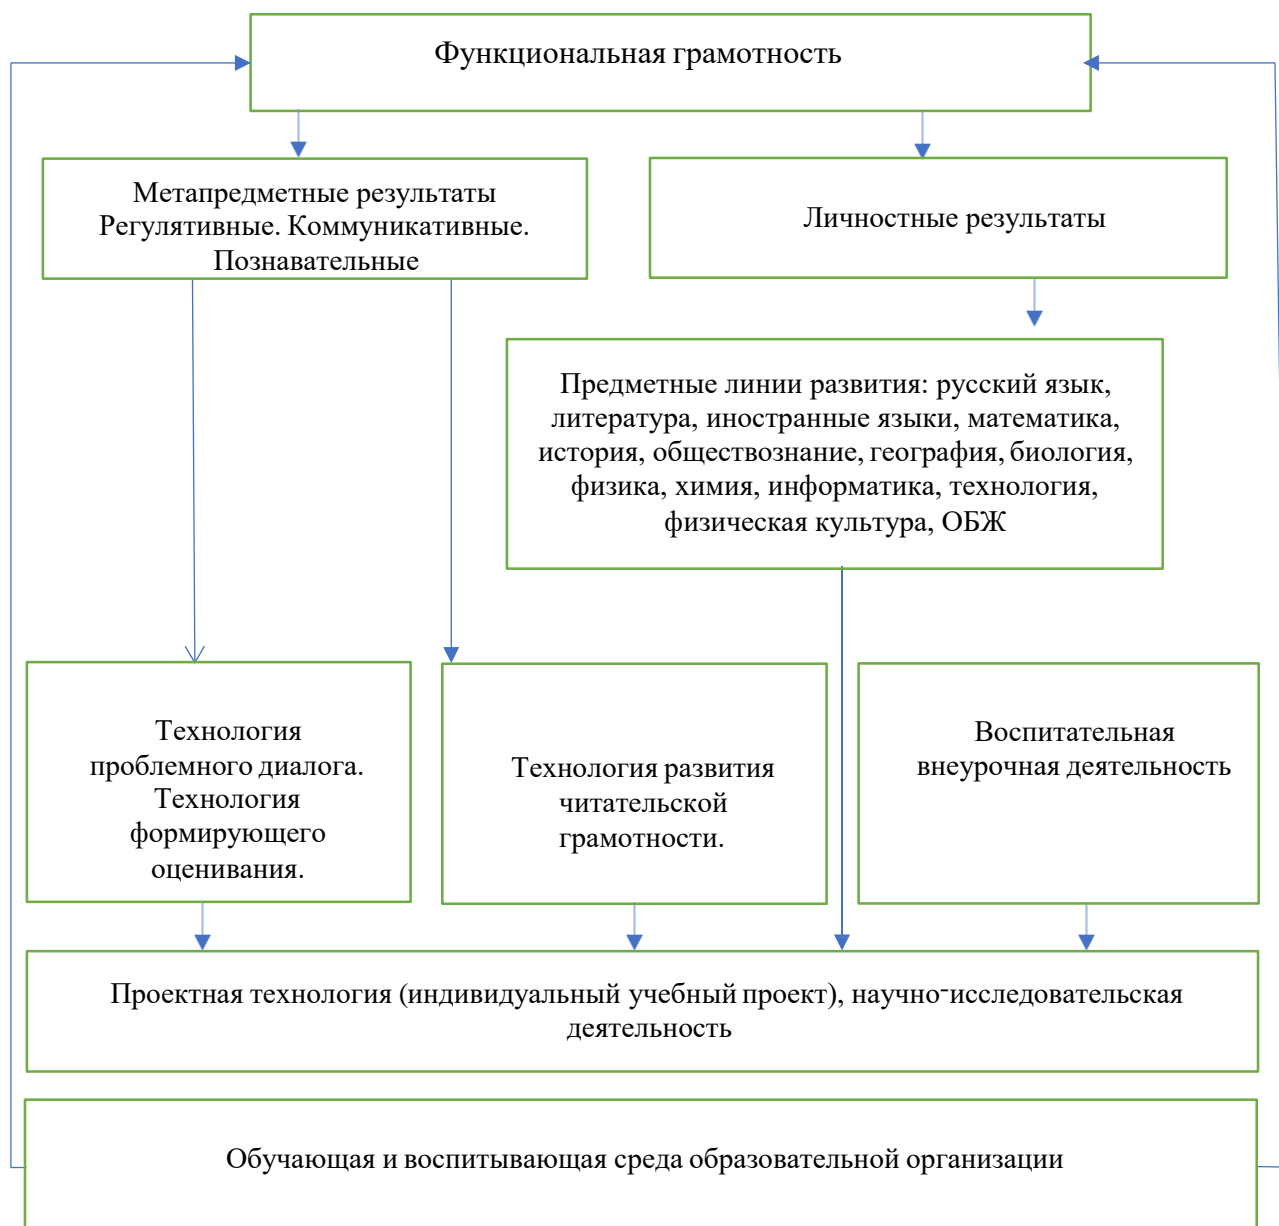 Функциональная грамотность
Метапредметные результаты
Регулятивные. Коммуникативные.
Познавательные
Личностные результаты
Предметные линии развития: русский язык,
литература, иностранные языки, математика,
история, обществознание, география, биология,
физика, химия, информатика, технология,
физическая культура, ОБЖ
Технология
проблемного диалога.
Технология
формирующего
оценивания.
Технология развития
читательской
грамотности.
Воспитательная
внеурочная деятельность
Проектная технология (индивидуальный учебный проект), научно-исследовательская
деятельность
Обучающая и воспитывающая среда образовательной организации